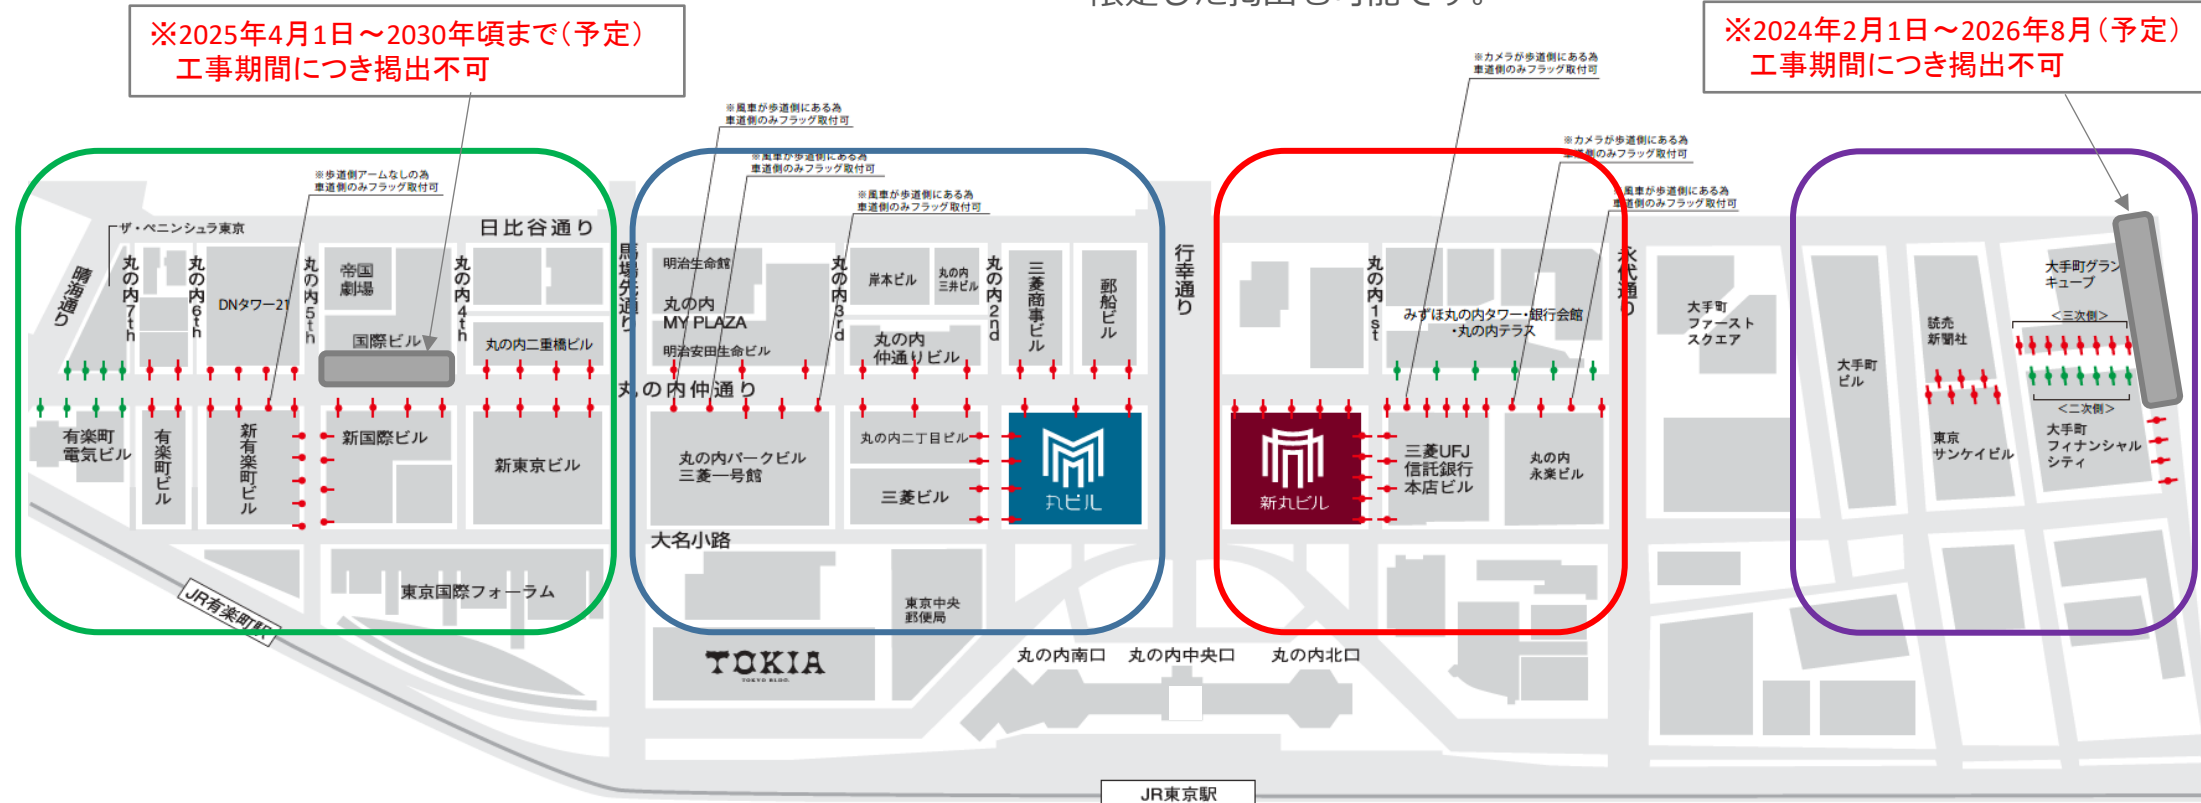 限定した掲出も可能です。
※2025年4月1日～2030年頃まで（予定）
工事期間につき掲出不可
※2024年2月1日～2026年8月（予定）
工事期間につき掲出不可
※カメラが歩道側にある為
車道側のみフラッグ取付可
※風車が歩道側にある為
車道側のみフラッグ取付可
※カメラが歩道側にある為
車道側のみフラッグ取付可
※風車が歩道側にある為
車道側のみフラッグ取付可
※歩道側アームなしの為
車道側のみフラッグ取付可
※風車が歩道側にある為
車道側のみフラッグ取付可
※風車が歩道側にある為
車道側のみフラッグ取付可
ザ・ペニンシュラ東京
日比谷通り
晴海通り
丸の内7th
丸の内6th
DNタワー21
丸の内5th
帝国
劇場
国際ビル
丸の内4th
丸の内二重橋ビル
馬場先通り
明治生命館
丸の内
MY PLAZA
明治安田生命ビル
丸の内3rd
岸本ビル
丸の内
三井ビル
丸の内
仲通りビル
丸の内2nd
三菱商事ビル
郵船ビル
行幸通り
丸の内1st
みずほ丸の内タワー・銀行会館
・丸の内テラス
永代通り
大手町
ファースト
スクエア
大手町
ビル
読売
新聞社
大手町グラン
キューブ
＜三次側＞
＜二次側＞
丸の内仲通り
有楽町
電気ビル
有楽町ビル
新有楽町ビル
新国際ビル
新東京ビル
丸の内パークビル
三菱一号館
丸の内二丁目ビル
三菱ビル
丸ビル
新丸ビル
三菱UFJ
信託銀行
本店ビル
丸の内
永楽ビル
東京
サンケイビル
大手町
フィナンシャル
シティ
大名小路
JR有楽町駅
東京国際フォーラム
東京中央
郵便局
TOKIA
TOKYO BLDG.
丸の内南口
丸の内中央口
丸の内北口
JR東京駅